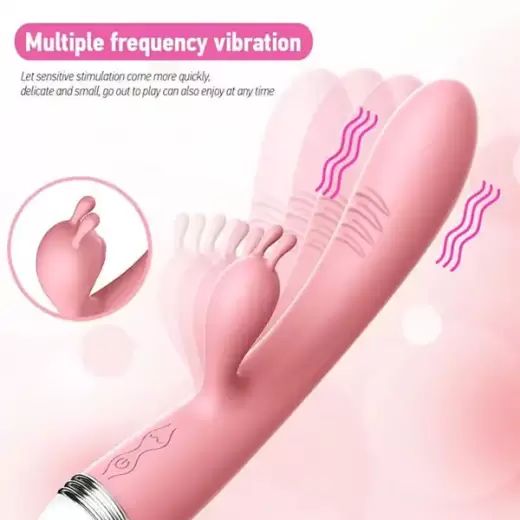 Multiple frequency vibration
Let sensitive stimulation come more quickly,
delicate and small, go out to play can also enjoy at any time